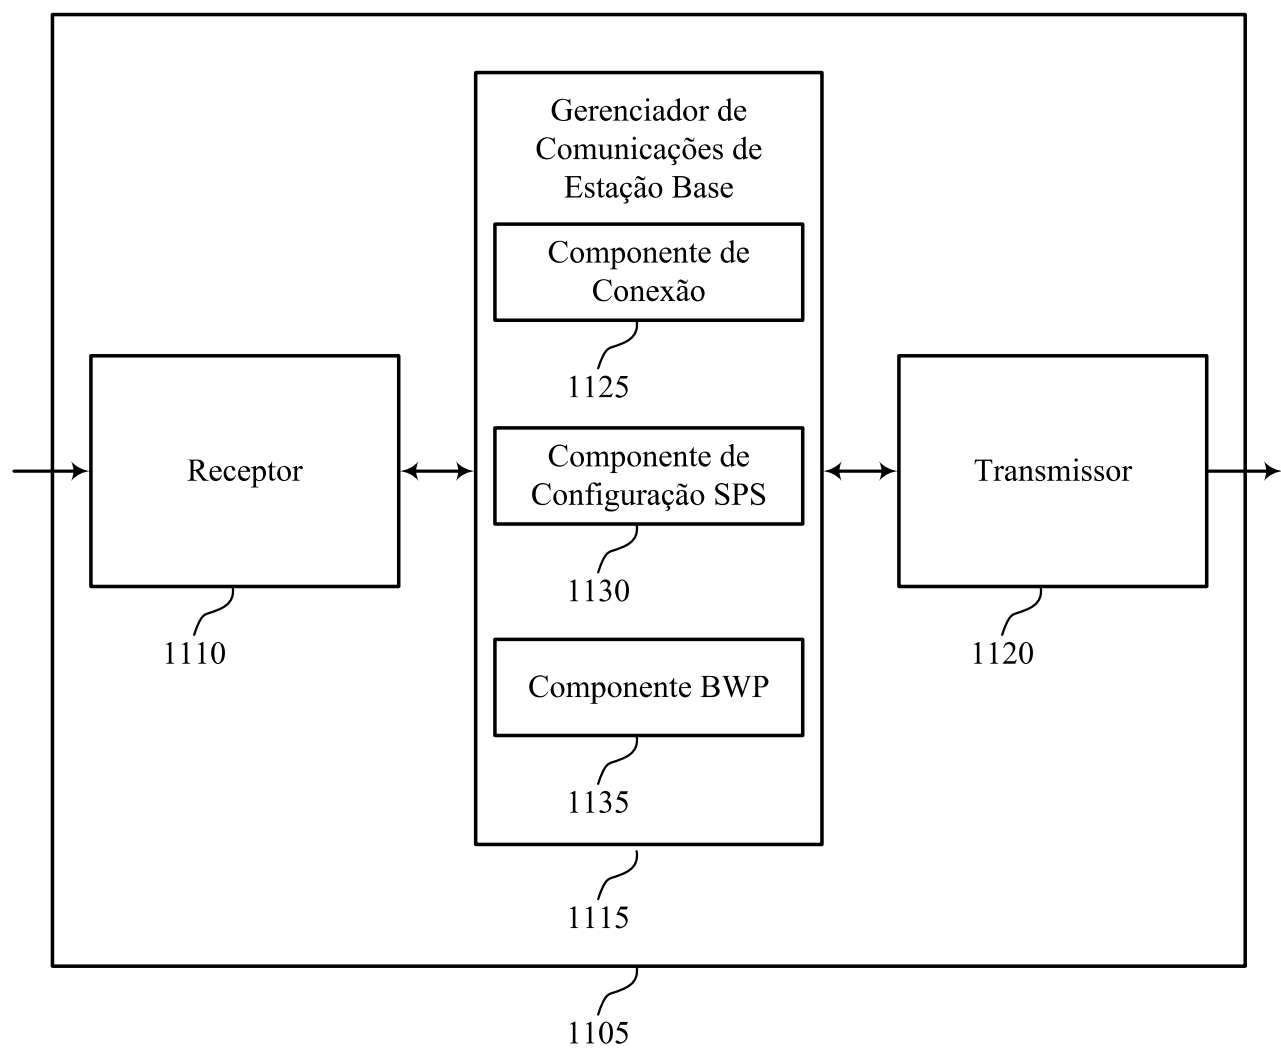 Gerenciador de
Comunicações de
Estação Base
Componente de
Conexão
1125
Receptor
1110
Componente de
Configuração SPS
1130
Transmissor
1120
Componente BWP
1135
1115
1105